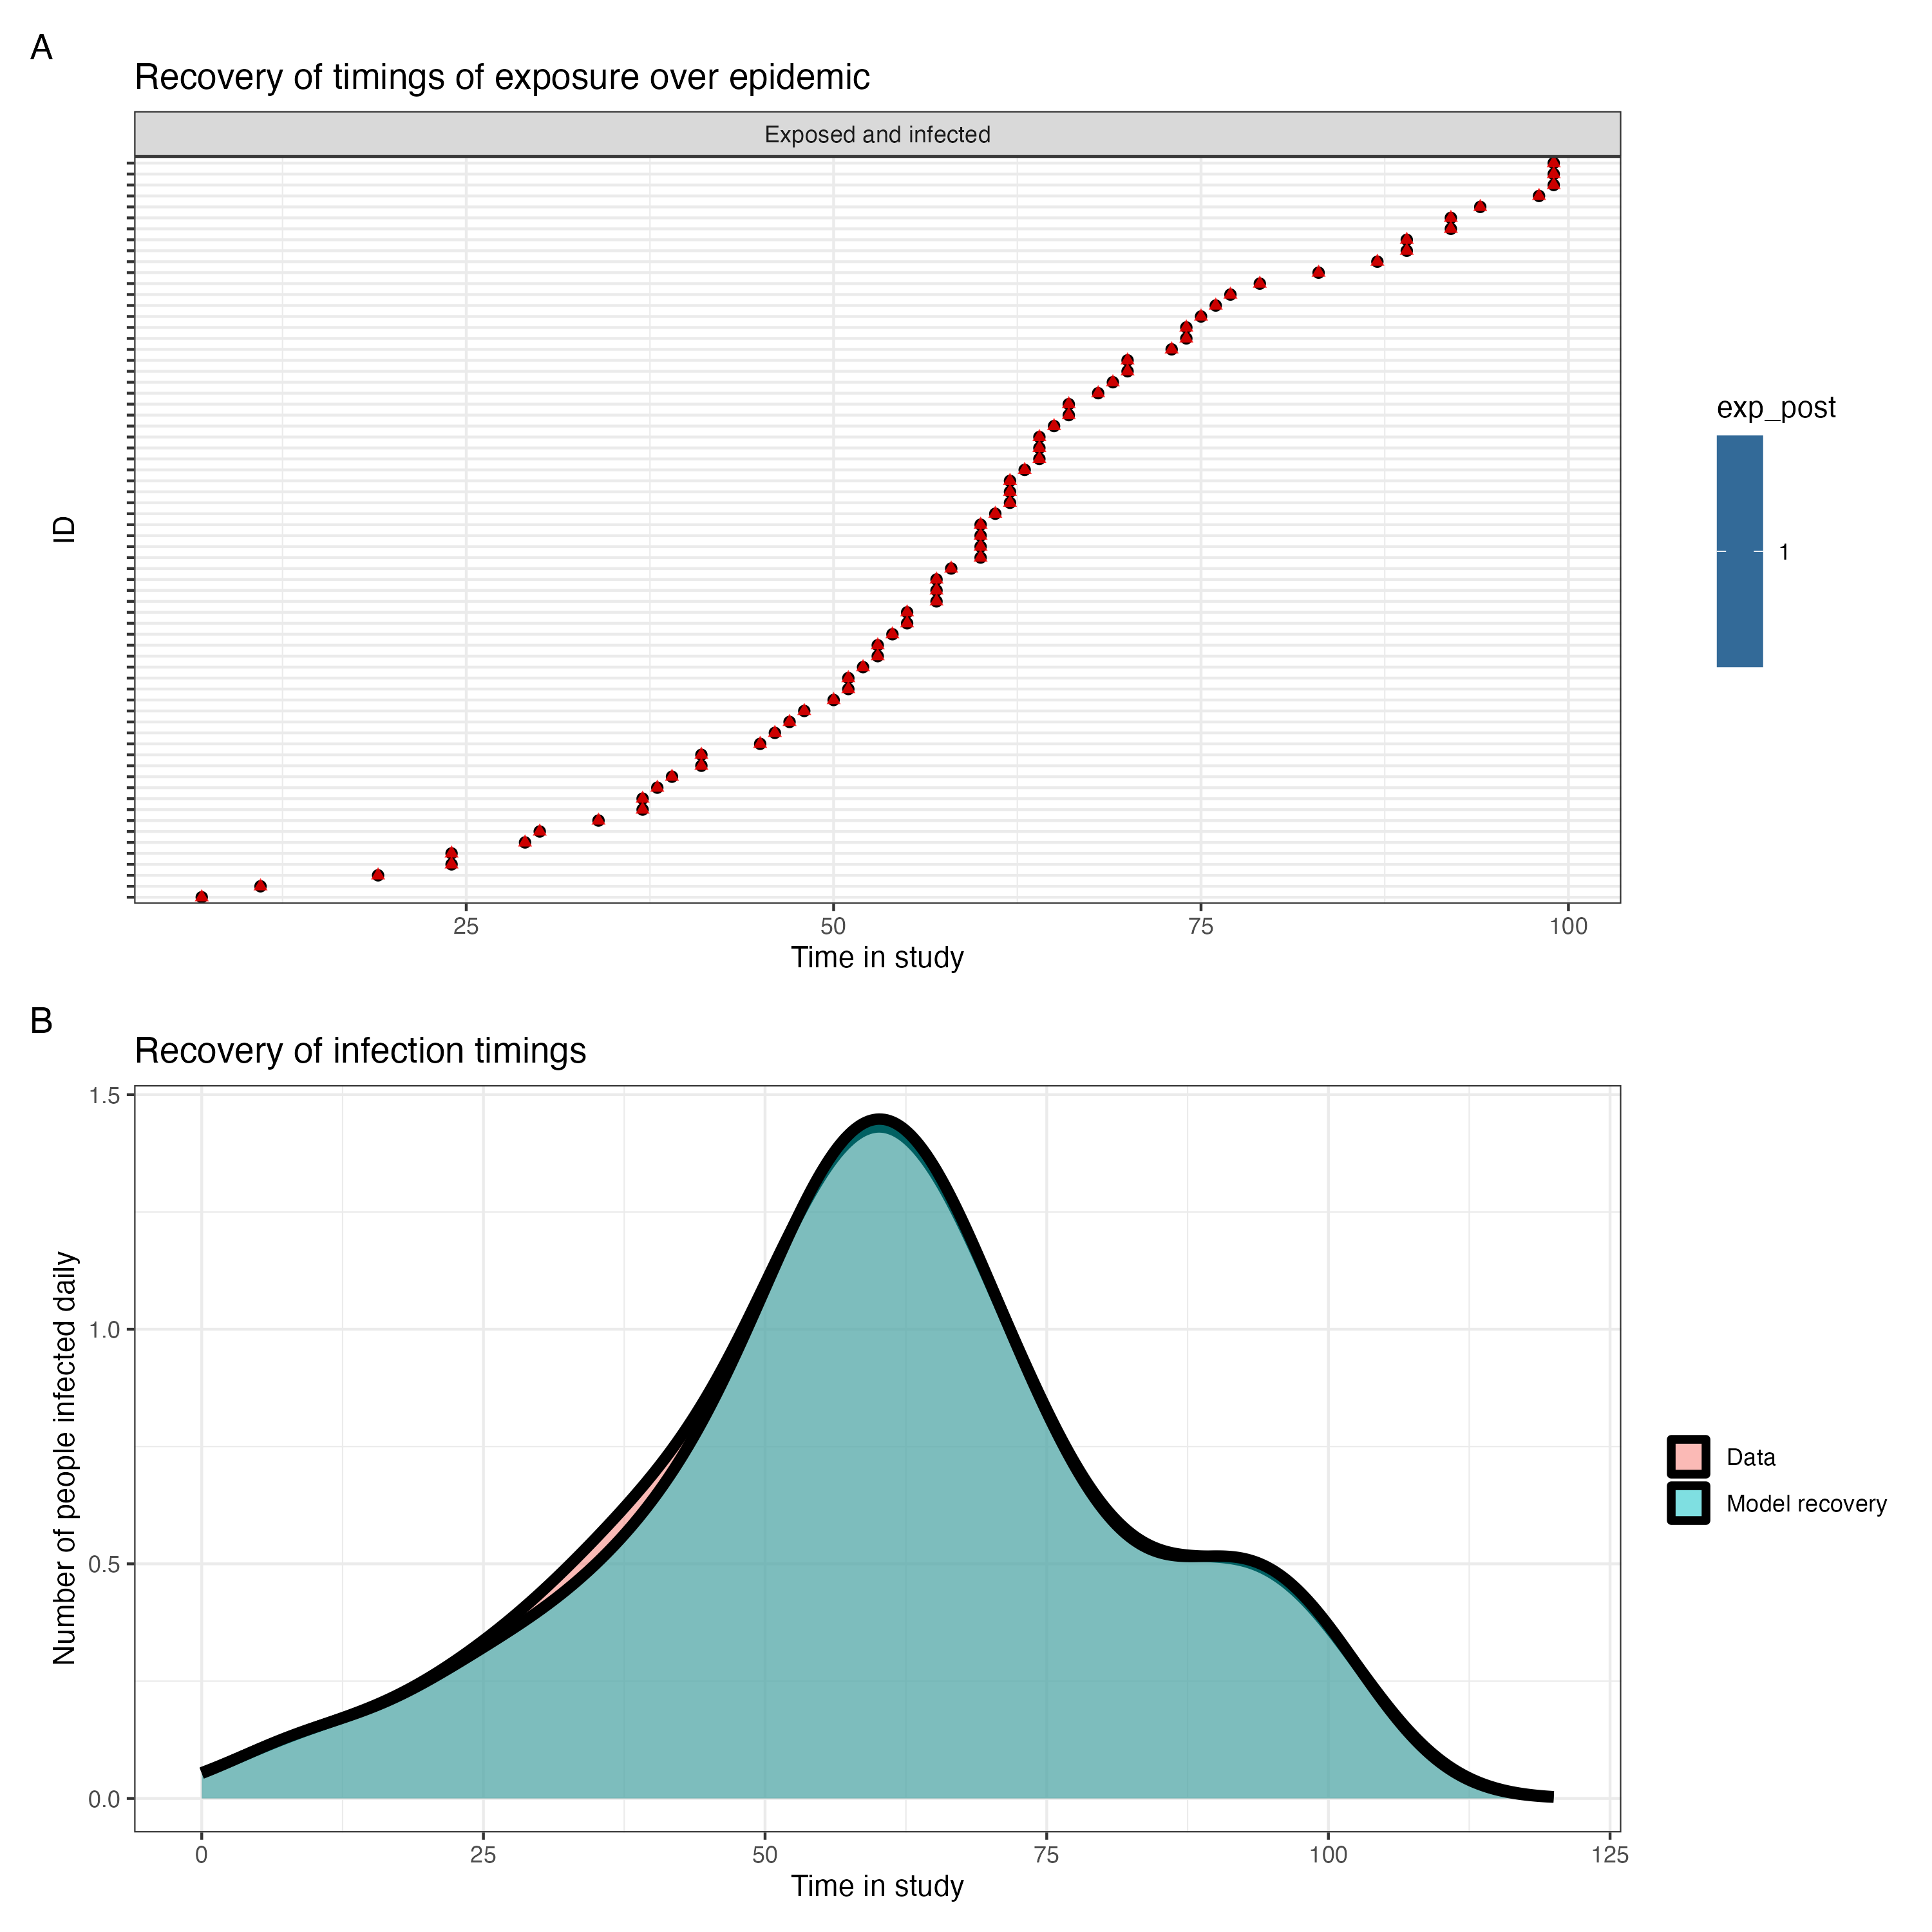 A
Recovery of timings of exposure over epidemic
Exposed and infected
ID
25 50 75 100
Time in study
exp_post
1
B
Recovery of infection timings
Number of people infected daily
1.5
1.0
0.5
0.0
0 25 50 75 100 125
Time in study
Data
Model recovery